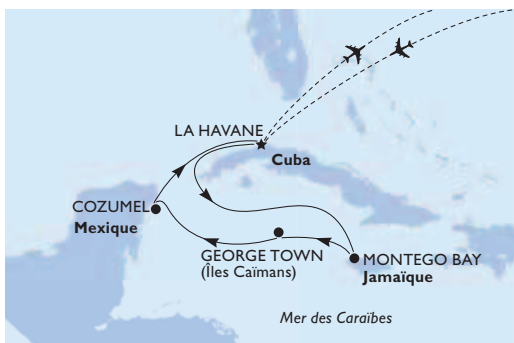 LA HAVANE
Cuba
COZUMEL
Mexique
GEORGE TOWN
(Îles Caïmans)
MONTEGO BAY
Jamaïque
Mer des Caraïbes